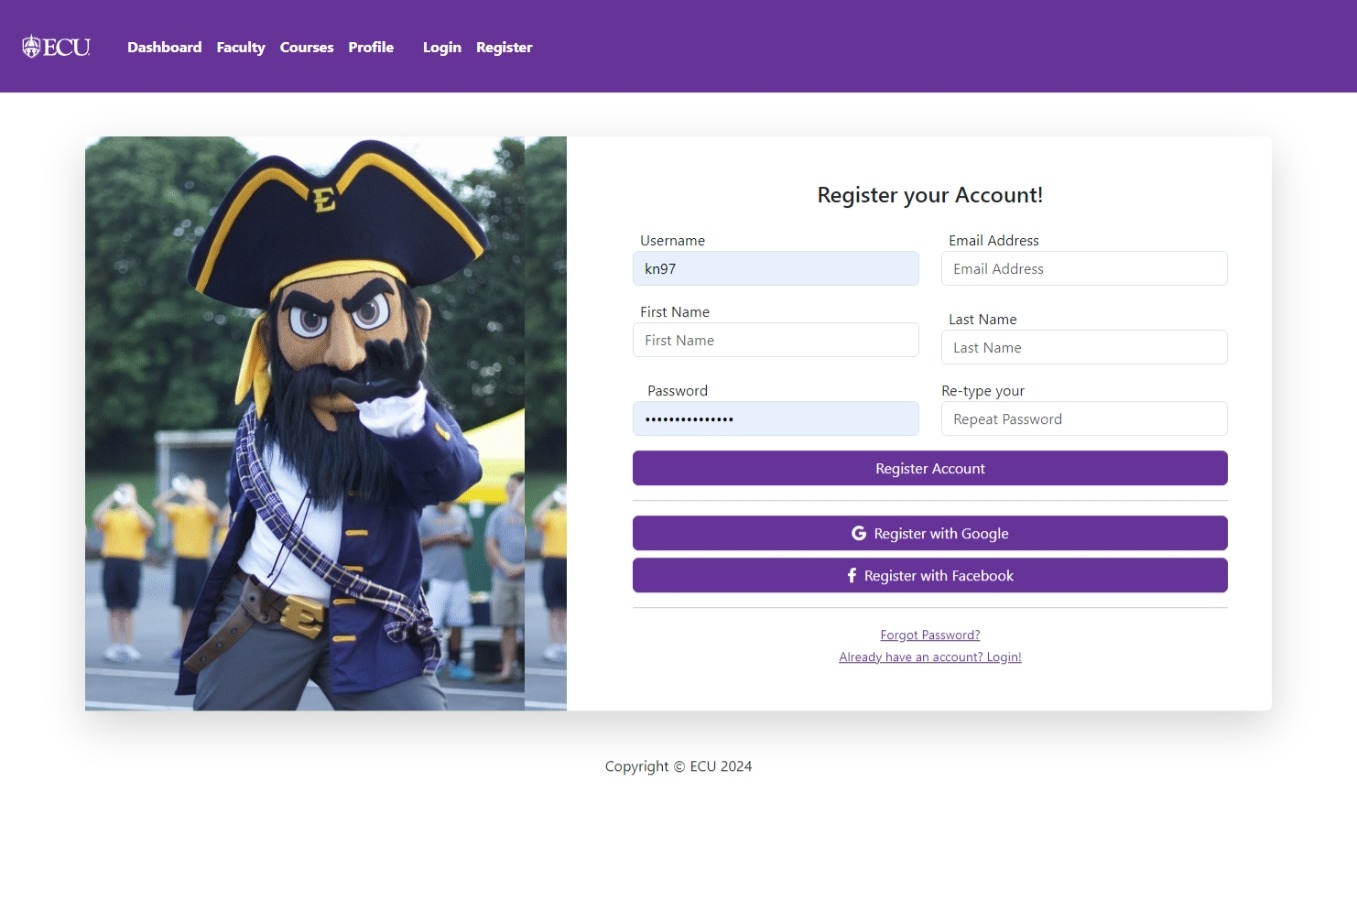 ECU Dashboard Faculty Courses Profile Login Register
E
Register your Account!
Username Email Address
kn97 Email Address
First Name Last Name
First Name Last Name
Password Re-type your
••••••••••••••• Repeat Password
Register Account
G Register with Google
f Register with Facebook
Forgot Password?
Already have an account? Login!
E
Copyright © ECU 2024